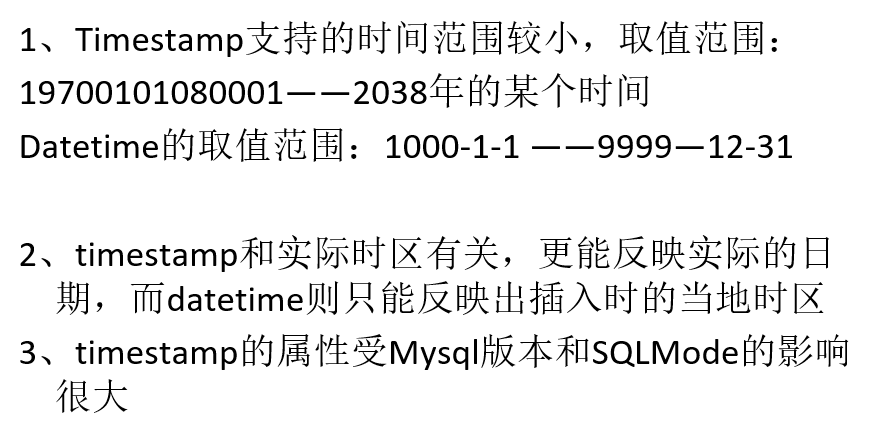 1、Timestamp支持的时间范围较小，取值范围：
19700101080001——2038年的某个时间
Datetime的取值范围：1000-1-1 ——9999—12-31
2、timestamp和实际时区有关，更能反映实际的日
期，而datetime则只能反映出插入时的当地时区
3、timestamp的属性受Mysql版本和SQLMode的影响
很大